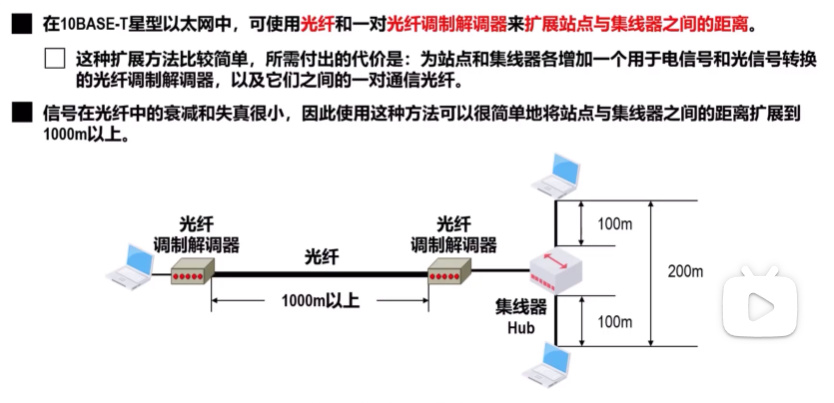 在10BASE-T星型以太网中，可使用光纤和一对光纤调制解调器来扩展站点与集线器之间的距离。
这种扩展方法比较简单，所需付出的代价是：为站点和集线器各增加一个用于电信号和光信号转换
的光纤调制解调器，以及它们之间的一对通信光纤。
信号在光纤中的衰减和失真很小，因此使用这种方法可以很简单地将站点与集线器之间的距离扩展到
1000m以上。
光纤
调制解调器
光纤
光纤
调制解调器
1000m以上
集线器
Hub
100m
200m
100m